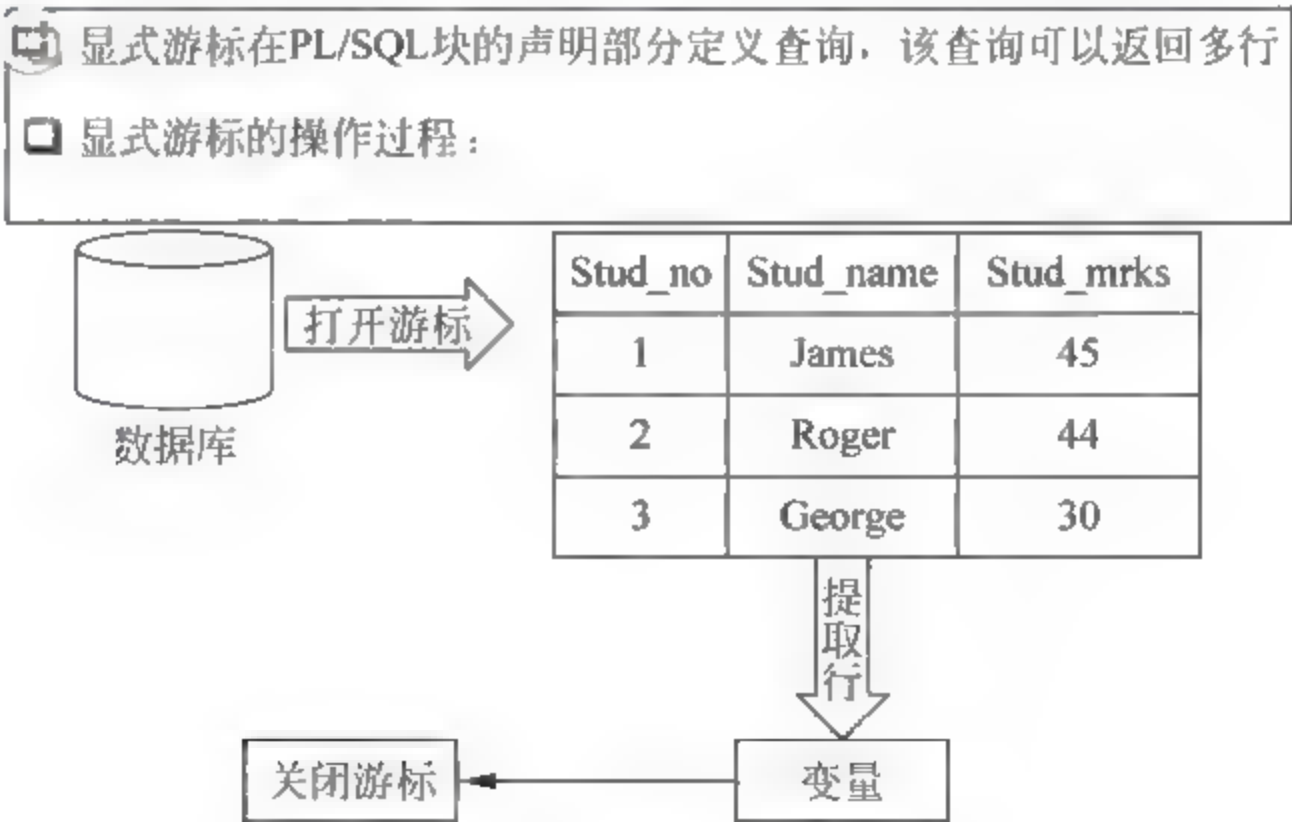 显式游标在PL/SQL块的声明部分定义查询，该查询可以返回多行
显式游标的操作过程：
打开游标
数据库
Stud_no Stud_name Stud_mrks
1 James 45
2 Roger 44
3 George 30
提取行
关闭游标
变量